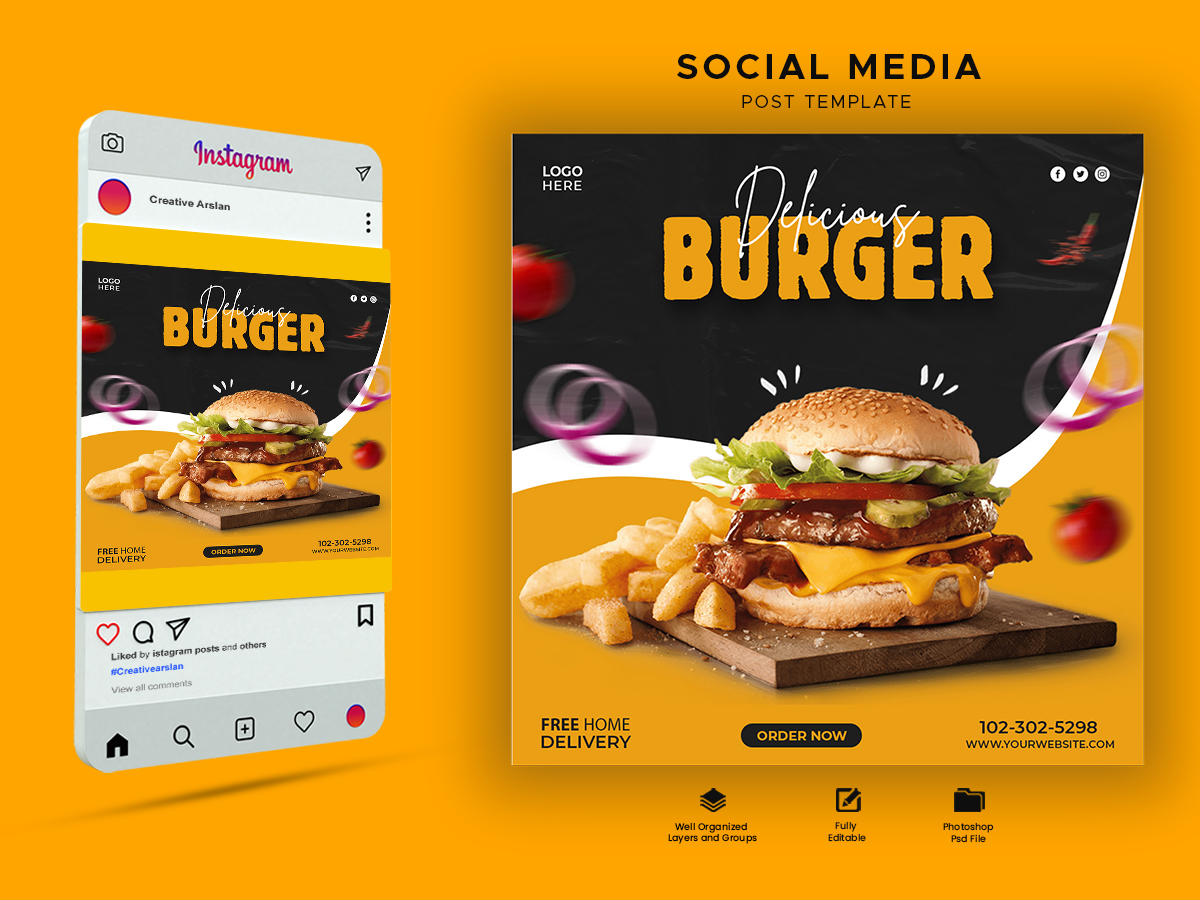 SOCIAL MEDIA
POST TEMPLATE
Instagram
Creative Arslan
LOGO
HERE
Delicious
BURGER
FREE HOME
DELIVERY
ORDER NOW
102-302-5298
WWW.YOURWEBSITE.COM
Liked by istagram posts and others
#Creativearslan
View all comments
LOGO
HERE
Delicious
BURGER
FREE HOME
DELIVERY
ORDER NOW
102-302-5298
WWW.YOURWEBSITE.COM
Well Organized
Layers and Groups
Fully
Editable
Photoshop
Psd File